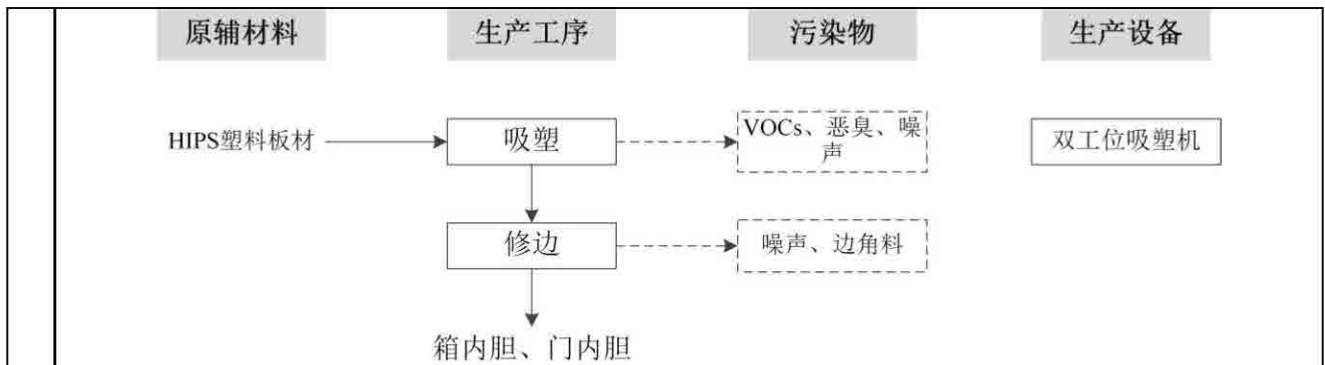 原辅材料 生产工序 污染物 生产设备
HIPS塑料板材 吸塑 VOCs、恶臭、噪
声 双工位吸塑机
修边 噪声、边角料
箱内胆、门内胆